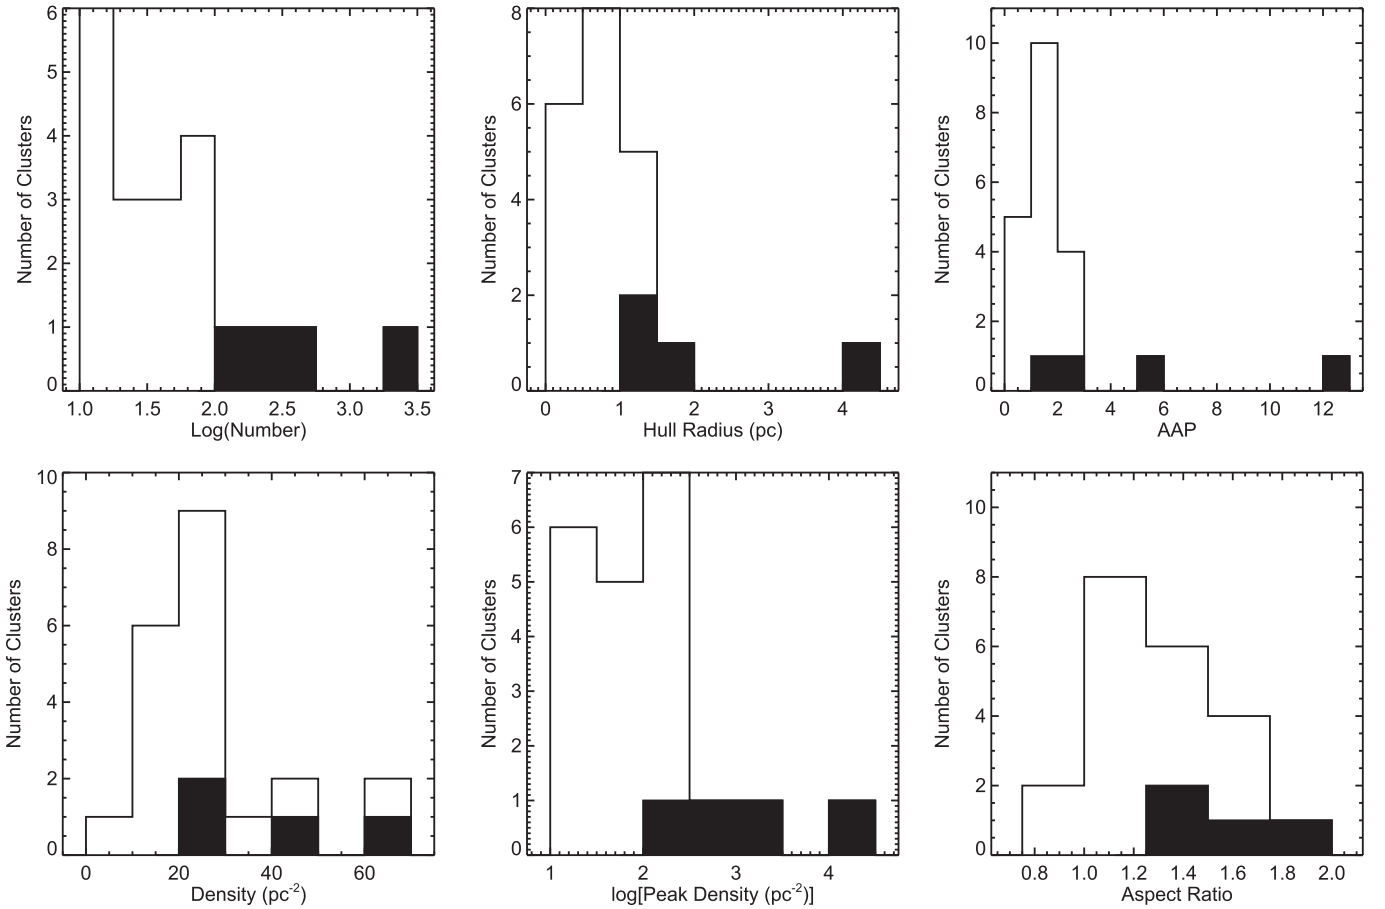 Number of Clusters
6
5
4
3
2
1
0
1.0 1.5 2.0 2.5 3.0 3.5
Log(Number)
Number of Clusters
8
6
4
2
0
0 1 2 3 4
Hull Radius (pc)
Number of Clusters
10
8
6
4
2
0
0 2 4 6 8 10 12
AAP
Number of Clusters
10
8
6
4
2
0
0 20 40 60
Density (pc-2)
Number of Clusters
7
6
5
4
3
2
1
0
1 2 3 4
log[Peak Density (pc-2)]
Number of Clusters
10
8
6
4
2
0
0.8 1.0 1.2 1.4 1.6 1.8 2.0
Aspect Ratio